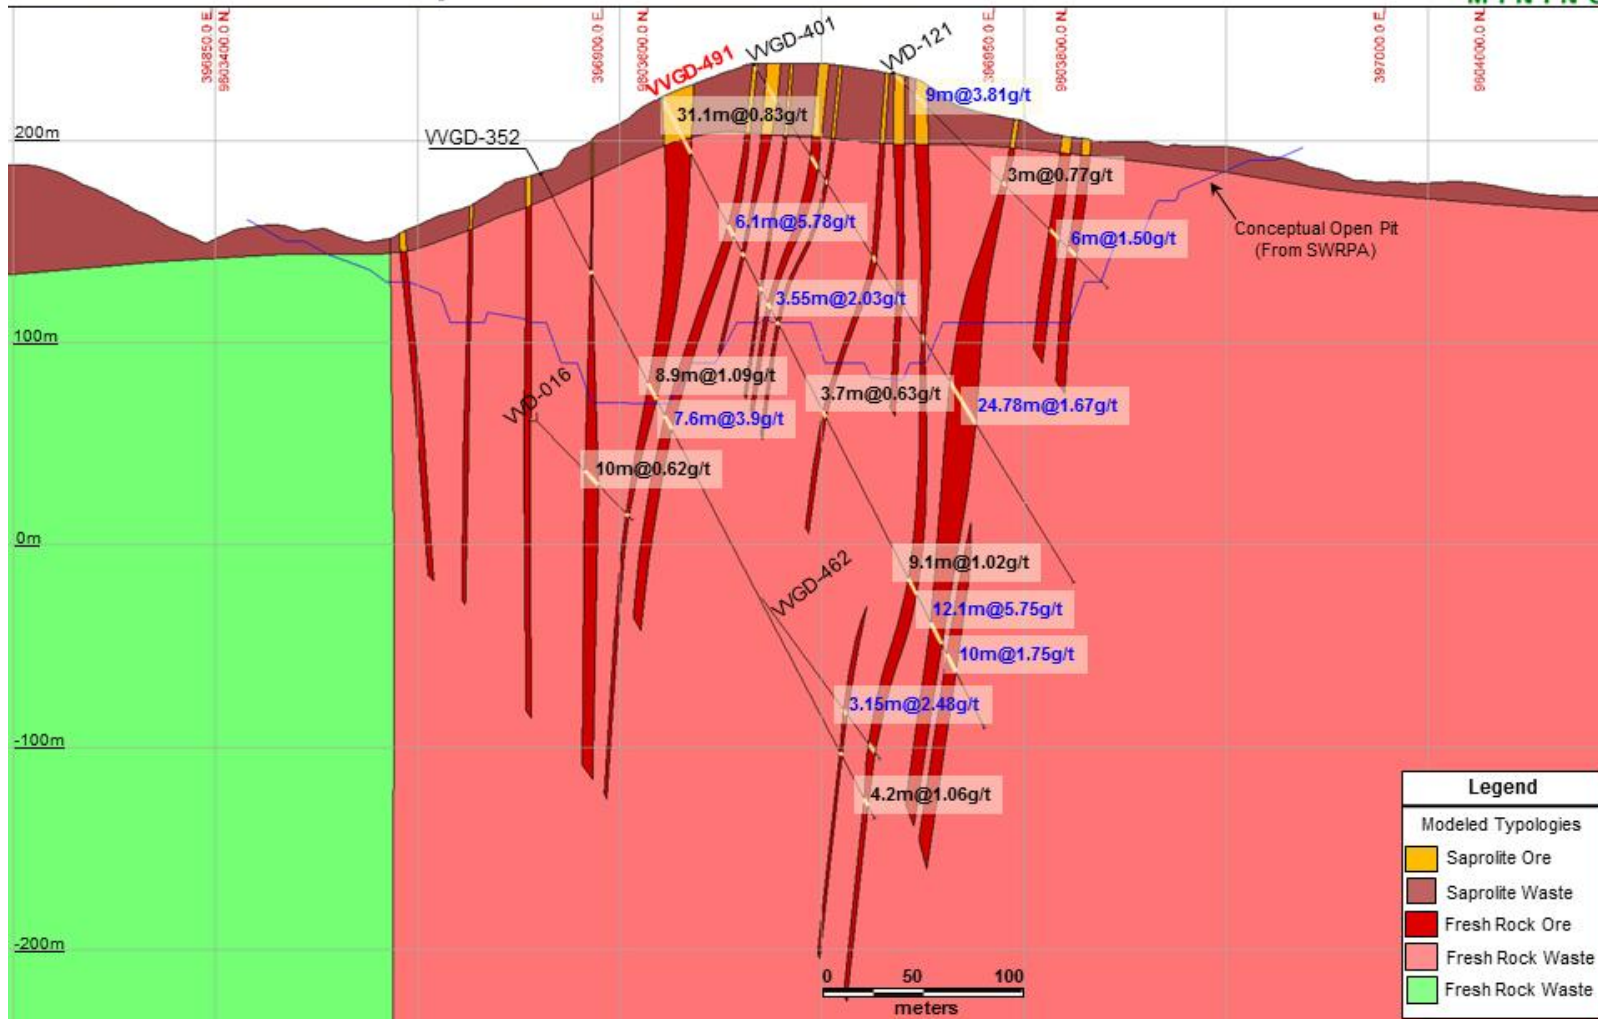 396850.0 E
9803400.0 N
396900.0 E
9803800.0 N
396950.0 E
9803800.0 N
397000.0 E
9804000.0 N
VVGD-491
VVGD-401
VVD-121
VVGD-352
VVD-016
VVGD-462
200m
100m
0m
-100m
-200m
9m@3.81g/t
31.1m@0.83g/t
3m@0.77g/t
6.1m@5.78g/t
6m@1.50g/t
Conceptual Open Pit
(From SWRPA)
3.55m@2.03g/t
8.9m@1.09g/t
3.7m@0.63g/t
24.78m@1.67g/t
7.6m@3.9g/t
10m@0.62g/t
9.1m@1.02g/t
12.1m@5.75g/t
10m@1.75g/t
3.15m@2.48g/t
4.2m@1.06g/t
0 50 100
meters
Legend
Modeled Typologies
Saprolite Ore
Saprolite Waste
Fresh Rock Ore
Fresh Rock Waste
Fresh Rock Waste